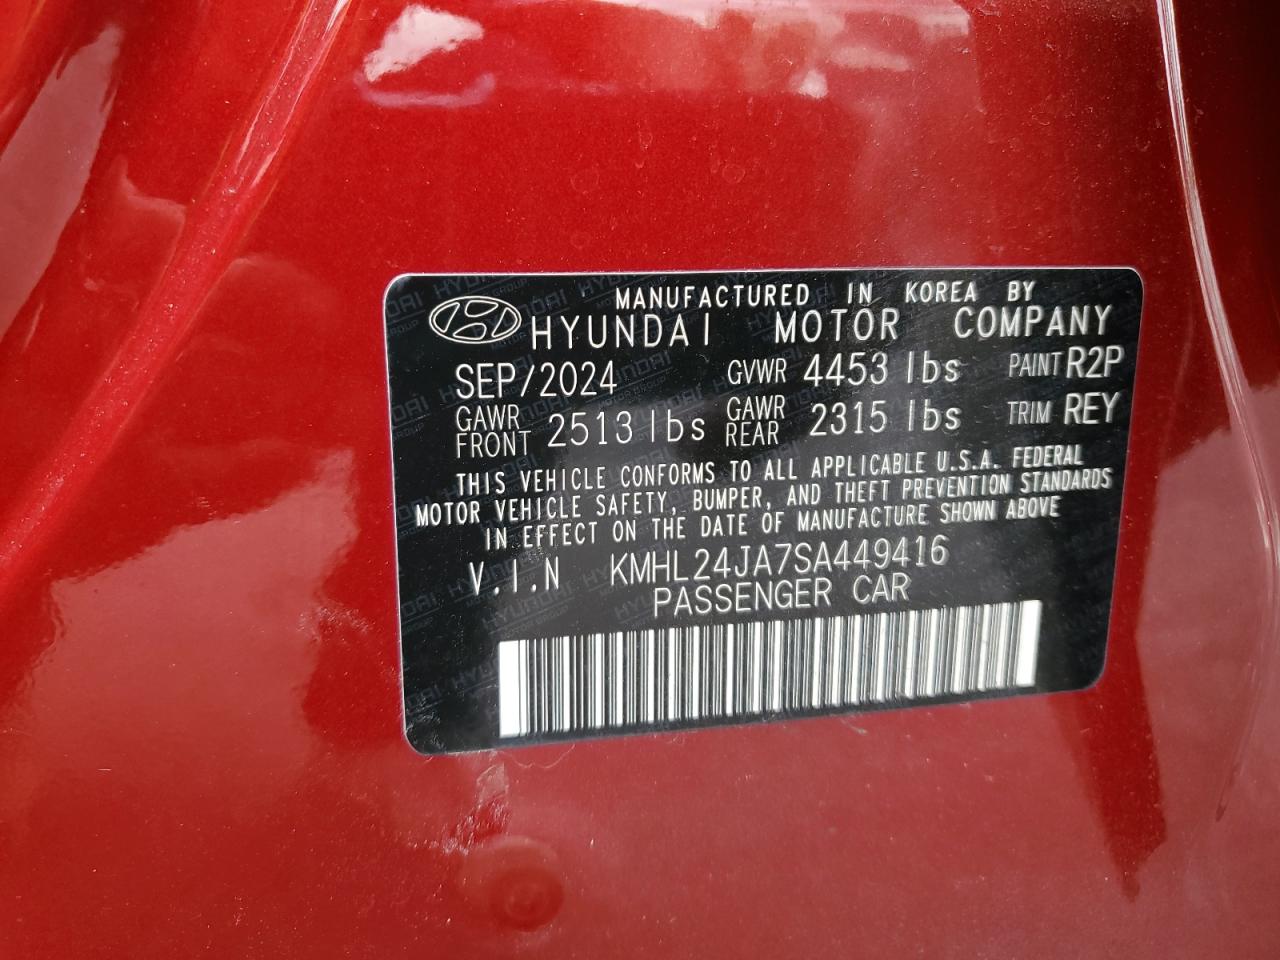 MANUFACTURED IN KOREA BY
HYUNDAI MOTOR COMPANY
SEP/2024 GVWR 4453 lbs PAINT R2P
GAWR FRONT 2513 lbs GAWR REAR 2315 lbs TRIM REY
THIS VEHICLE CONFORMS TO ALL APPLICABLE U.S.A. FEDERAL
MOTOR VEHICLE SAFETY, BUMPER, AND THEFT PREVENTION STANDARDS
IN EFFECT ON THE DATE OF MANUFACTURE SHOWN ABOVE
V.I.N KMHL24JA7SA449416
PASSENGER CAR